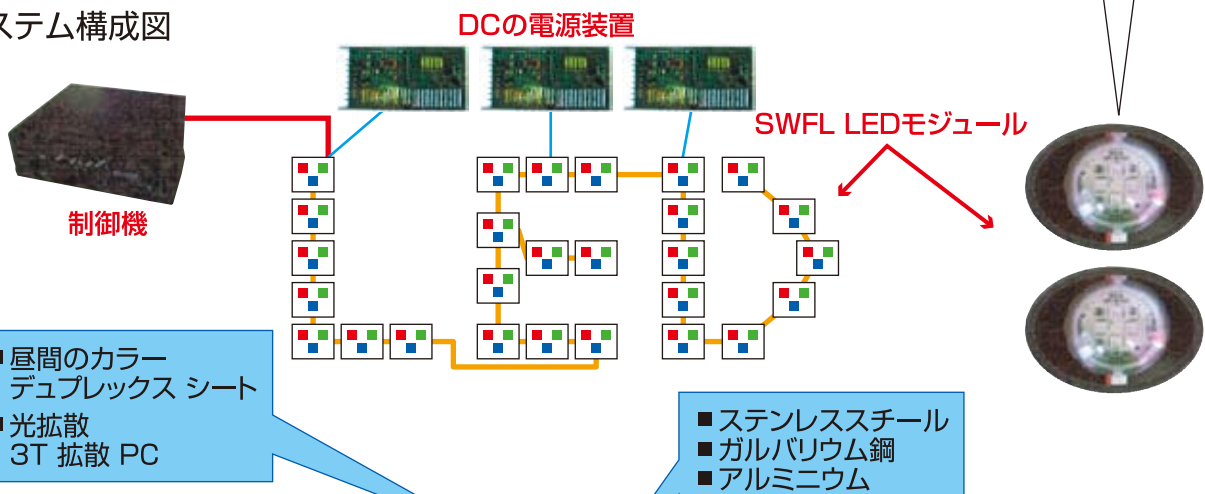 ステム構成図
DCの電源装置
SWFL LEDモジュール
制御機
昼間のカラー
デュプレックス シート
光拡散
3T 拡散 PC
■ ステンレススチール
■ ガルバリウム鋼
■ アルミニウム